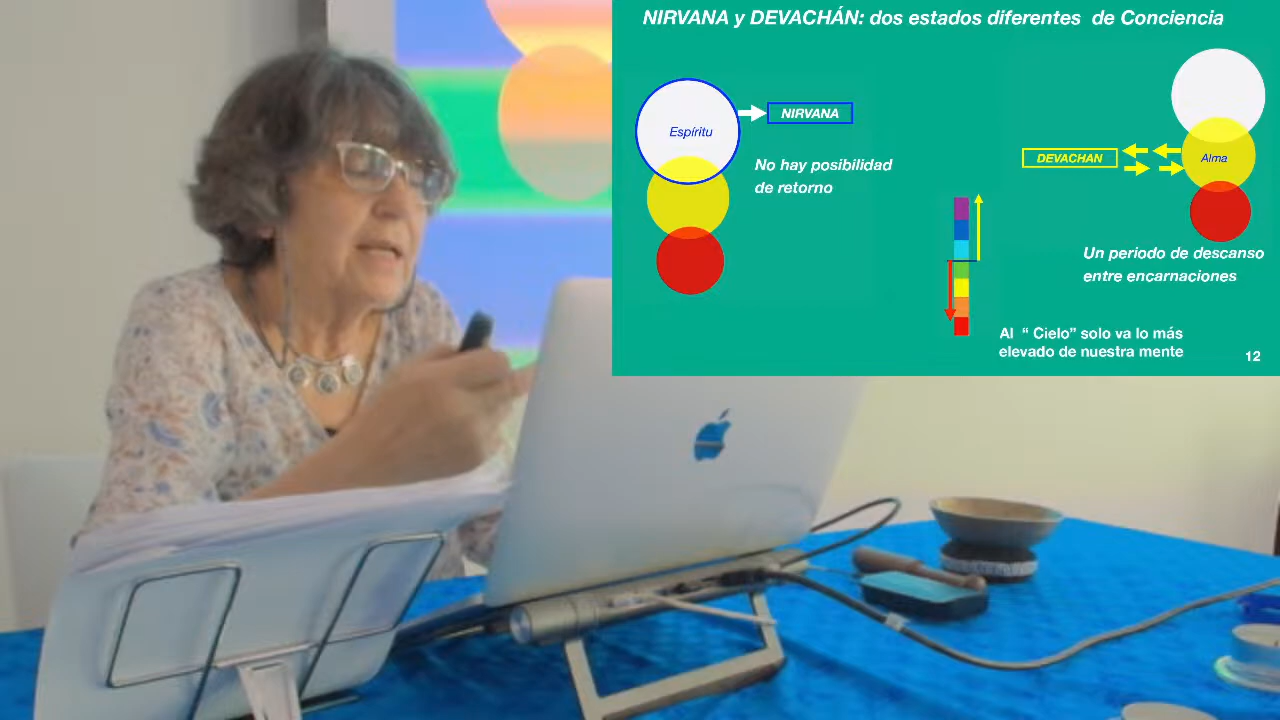 NIRVANA y DEVACHÁN: dos estados diferentes de Conciencia
Espíritu
NIRVANA
No hay posibilidad
de retorno
DEVACHAN
Alma
Un periodo de descanso
entre encarnaciones
Al “ Cielo” solo va lo más
elevado de nuestra mente
12